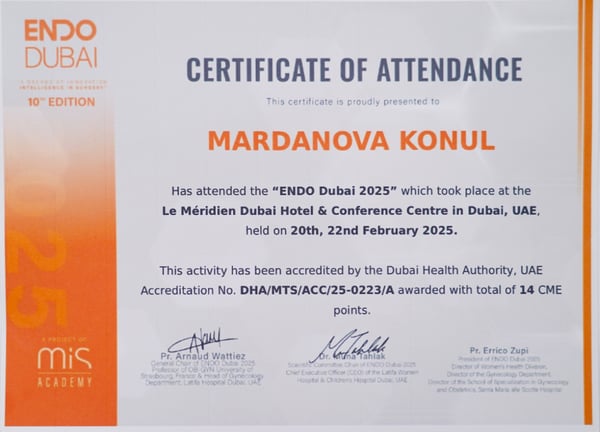 ENDO
DUBAI
A DECADE OF INNOVATION
INTELLIGENCE IN SURGERY
10TH EDITION
CERTIFICATE OF ATTENDANCE
This certificate is proudly presented to
MARDANOVA KONUL
Has attended the “ENDO Dubai 2025” which took place at the
Le Méridien Dubai Hotel & Conference Centre in Dubai, UAE,
held on 20th, 22nd February 2025.
This activity has been accredited by the Dubai Health Authority, UAE
Accreditation No. DHA/MTS/ACC/25-0223/A awarded with total of 14 CME
points.
2025
A PROJECT OF
mis
ACADEMY
Pr. Arnaud Wattiez
General Chair of ENDO Dubai 2025
Professor of OB-GYN University of
Strasbourg, France & Head of Gynecology
Department, Latifa Hospital Dubai, UAE
Dr. Muna Tahlak
Scientific Committee Chair of ENDO Dubai 2025
Chief Executive Officer (CEO) of the Latifa Women
Hospital & Childrens Hospital Dubai, UAE
Pr. Errico Zupi
President of ENDO Dubai 2025
Director of Women's Health Division,
Director of the Gynecology Department,
Director of the School of Specialization in Gynecology
and Obstetrics, Santa Maria alle Scotte Hospital